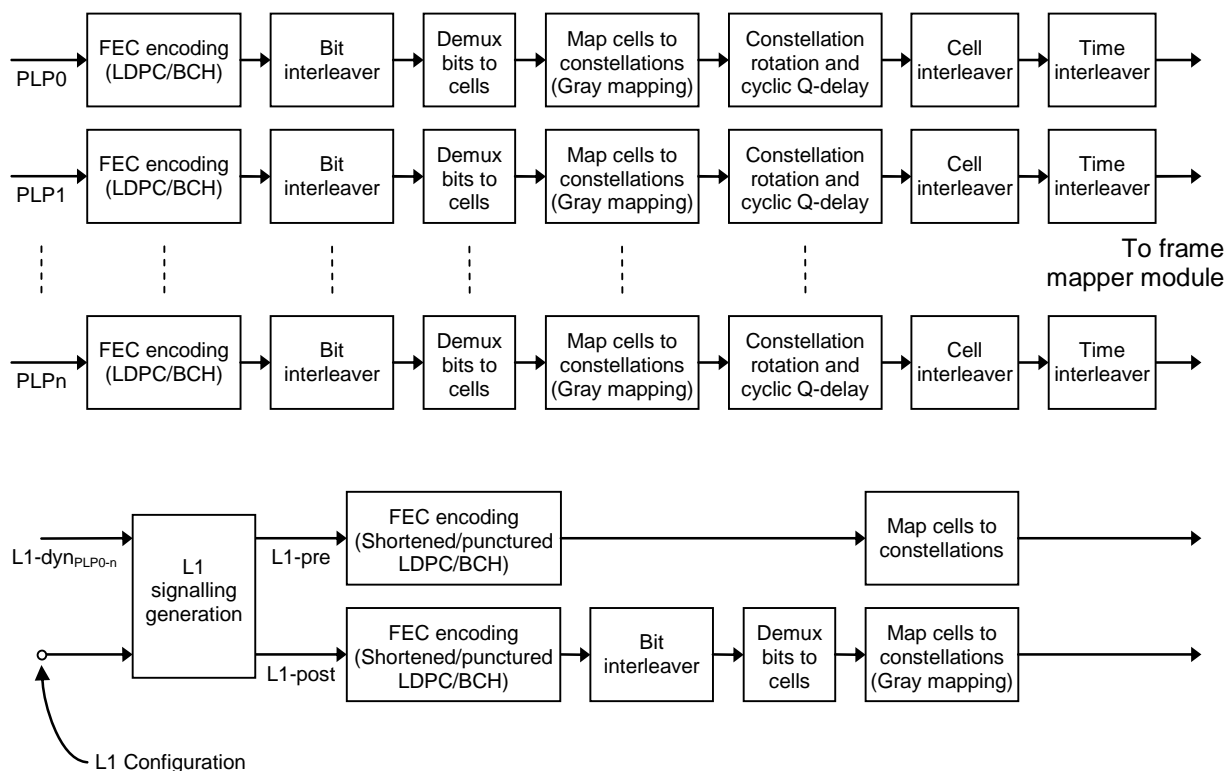 PLP0
FEC encoding
(LDPC/BCH)
Bit
interleaver
Demux
bits to
cells
Map cells to
constellations
(Gray mapping)
Constellation
rotation and
cyclic Q-delay
Cell
interleaver
Time
interleaver
PLP1
FEC encoding
(LDPC/BCH)
Bit
interleaver
Demux
bits to
cells
Map cells to
constellations
(Gray mapping)
Constellation
rotation and
cyclic Q-delay
Cell
interleaver
Time
interleaver
To frame
mapper module
PLPn
FEC encoding
(LDPC/BCH)
Bit
interleaver
Demux
bits to
cells
Map cells to
constellations
(Gray mapping)
Constellation
rotation and
cyclic Q-delay
Cell
interleaver
Time
interleaver
L1-dynPLP0-n
L1
signalling
generation
L1-pre
FEC encoding
(Shortened/punctured
LDPC/BCH)
Map cells to
constellations
L1-post
FEC encoding
(Shortened/punctured
LDPC/BCH)
Bit
interleaver
Demux
bits to
cells
Map cells to
constellations
(Gray mapping)
L1 Configuration